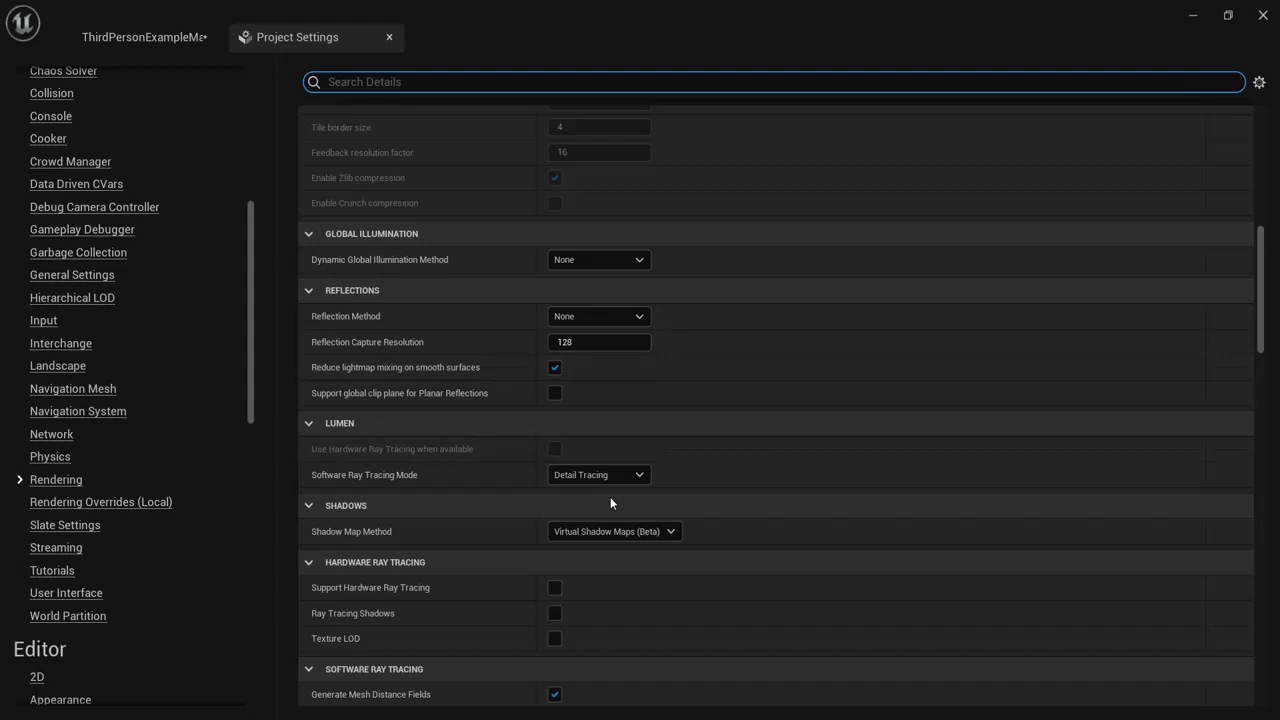 ThirdPersonExampleMa*
Project Settings
Chaos Solver
Collision
Console
Cooker
Crowd Manager
Data Driven CVars
Debug Camera Controller
Gameplay Debugger
Garbage Collection
General Settings
Hierarchical LOD
Input
Interchange
Landscape
Navigation Mesh
Navigation System
Network
Physics
Rendering
Rendering Overrides (Local)
Slate Settings
Streaming
Tutorials
User Interface
World Partition
Editor
2D
Appearance
Search Details
Tile border size 4
Feedback resolution factor 16
Enable Zlib compression
Enable Crunch compression
GLOBAL ILLUMINATION
Dynamic Global Illumination Method None
REFLECTIONS
Reflection Method None
Reflection Capture Resolution 128
Reduce lightmap mixing on smooth surfaces
Support global clip plane for Planar Reflections
LUMEN
Use Hardware Ray Tracing when available
Software Ray Tracing Mode Detail Tracing
SHADOWS
Shadow Map Method Virtual Shadow Maps (Beta)
HARDWARE RAY TRACING
Support Hardware Ray Tracing
Ray Tracing Shadows
Texture LOD
SOFTWARE RAY TRACING
Generate Mesh Distance Fields